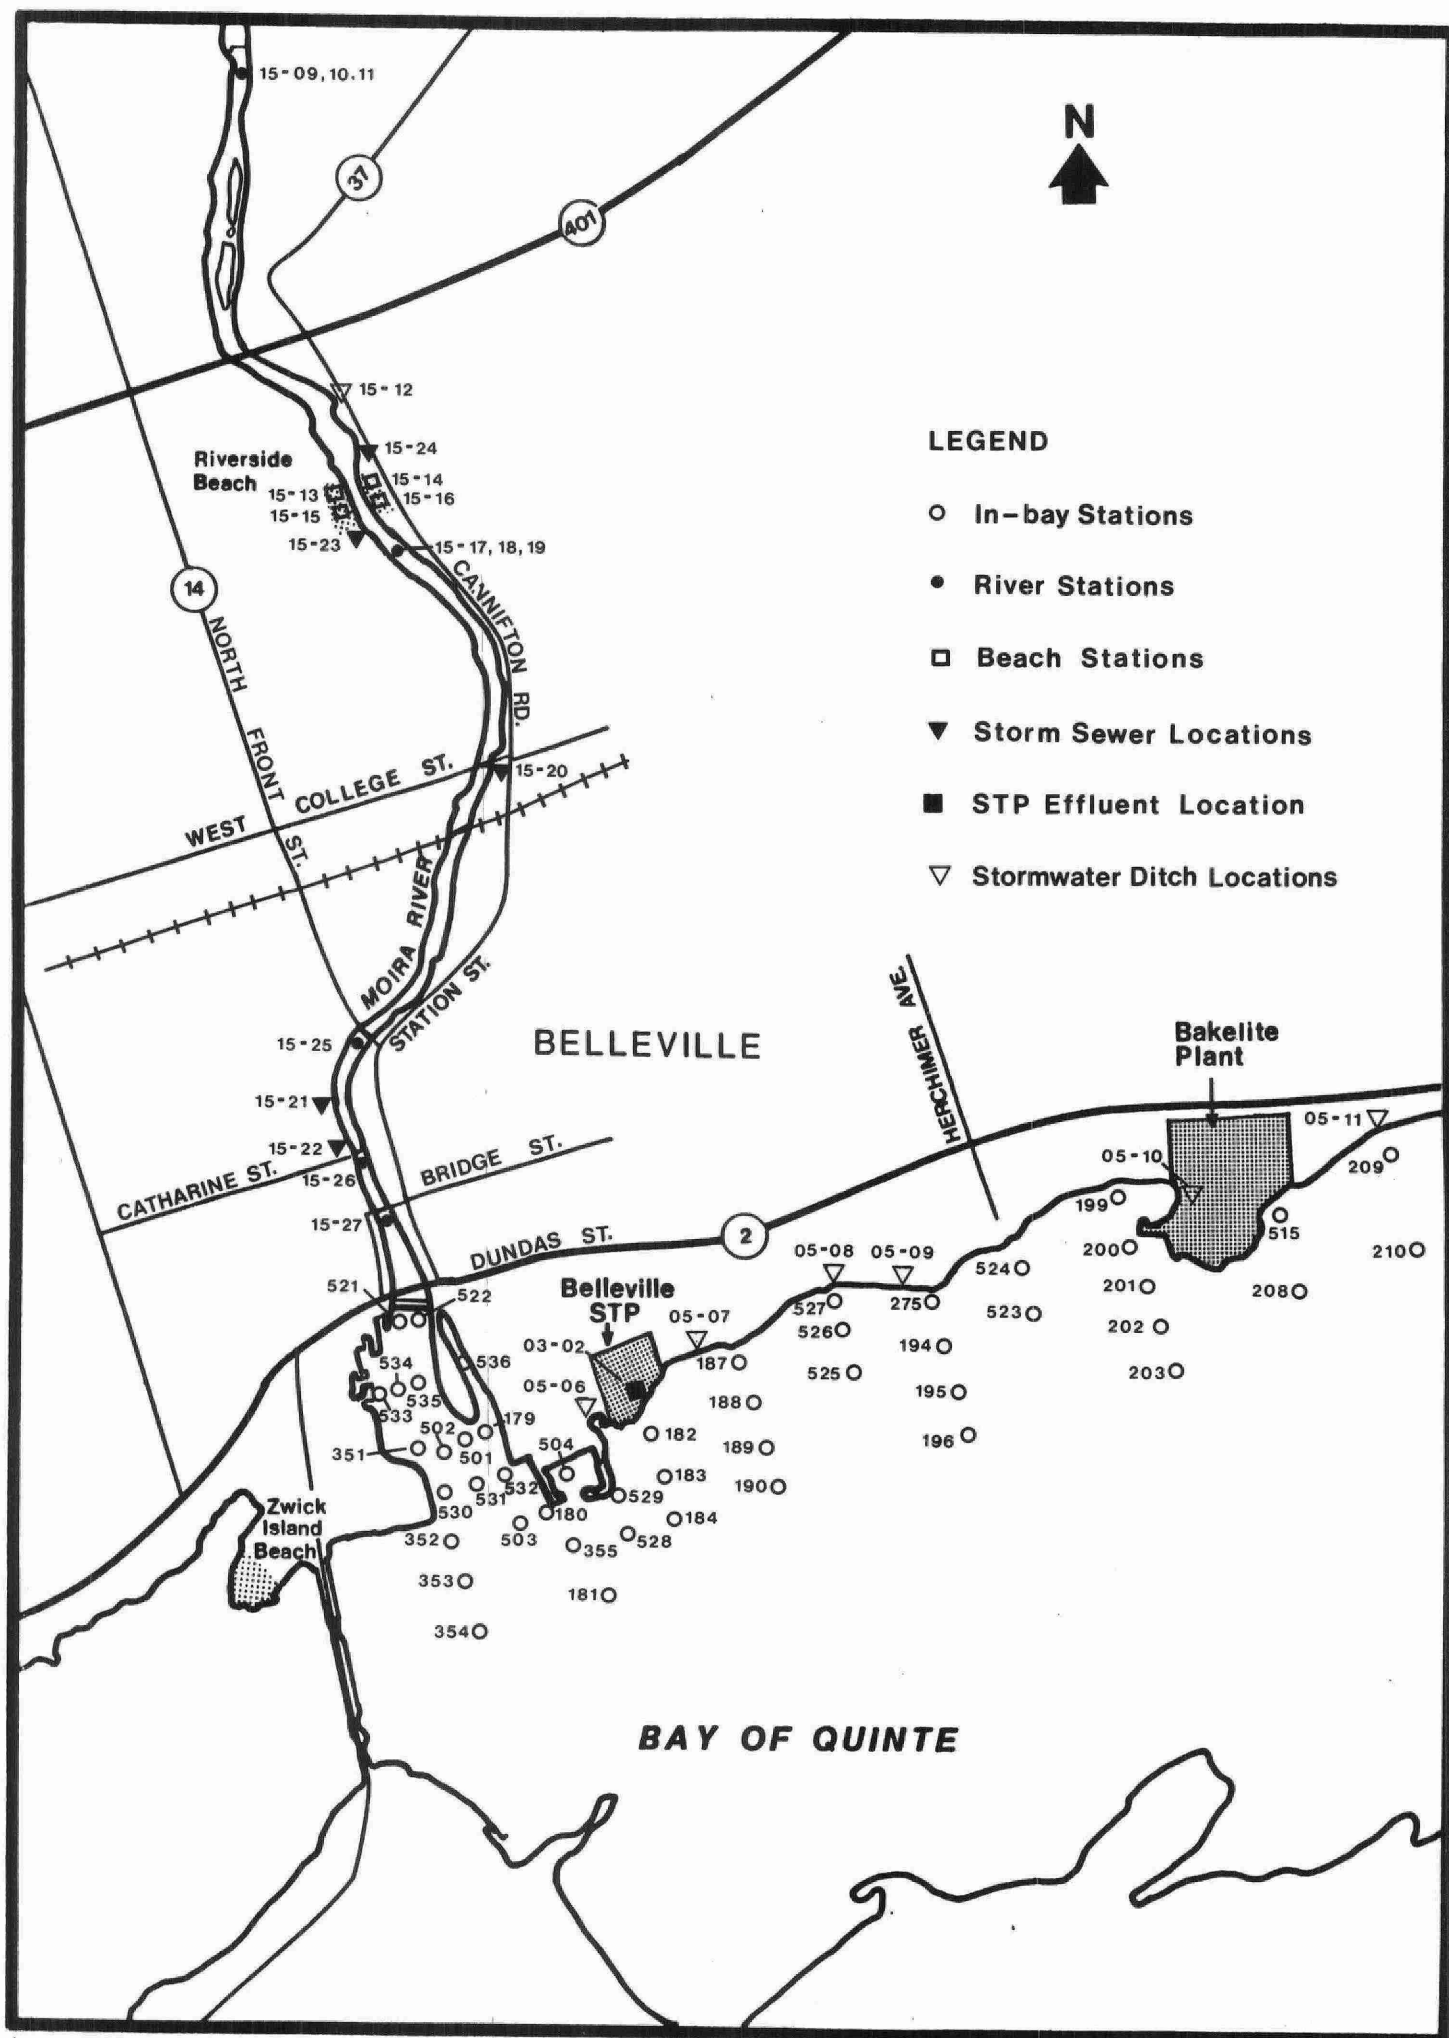 15-09, 10.11
N
37
401
15-12
15-24
Riverside
Beach
15-14
15-13
15-16
15-15
15-23
15-17, 18, 19
LEGEND
In-bay Stations
River Stations
Beach Stations
Storm Sewer Locations
STP Effluent Location
Stormwater Ditch Locations
14
NORTH FRONT ST.
CANNIFTON RD.
15-20
WEST COLLEGE ST.
MOIRA RIVER
STATION ST.
BELLEVILLE
HERCHIMER AVE.
Bakelite
Plant
15-25
15-21
15-22
15-26
CATHARINE ST.
BRIDGE ST.
15-27
DUNDAS ST.
2
05-11
209
05-10
199
515
200
210
201
208
202
203
05-08
05-09
524
527
275
523
526
194
525
195
196
521
522
Belleville
STP
05-07
03-02
187
05-06
188
182
189
183
190
184
534
536
535
533
179
502
351
501
504
532
531
530
529
180
503
528
352
355
353
181
354
Zwick
Island
Beach
BAY OF QUINTE